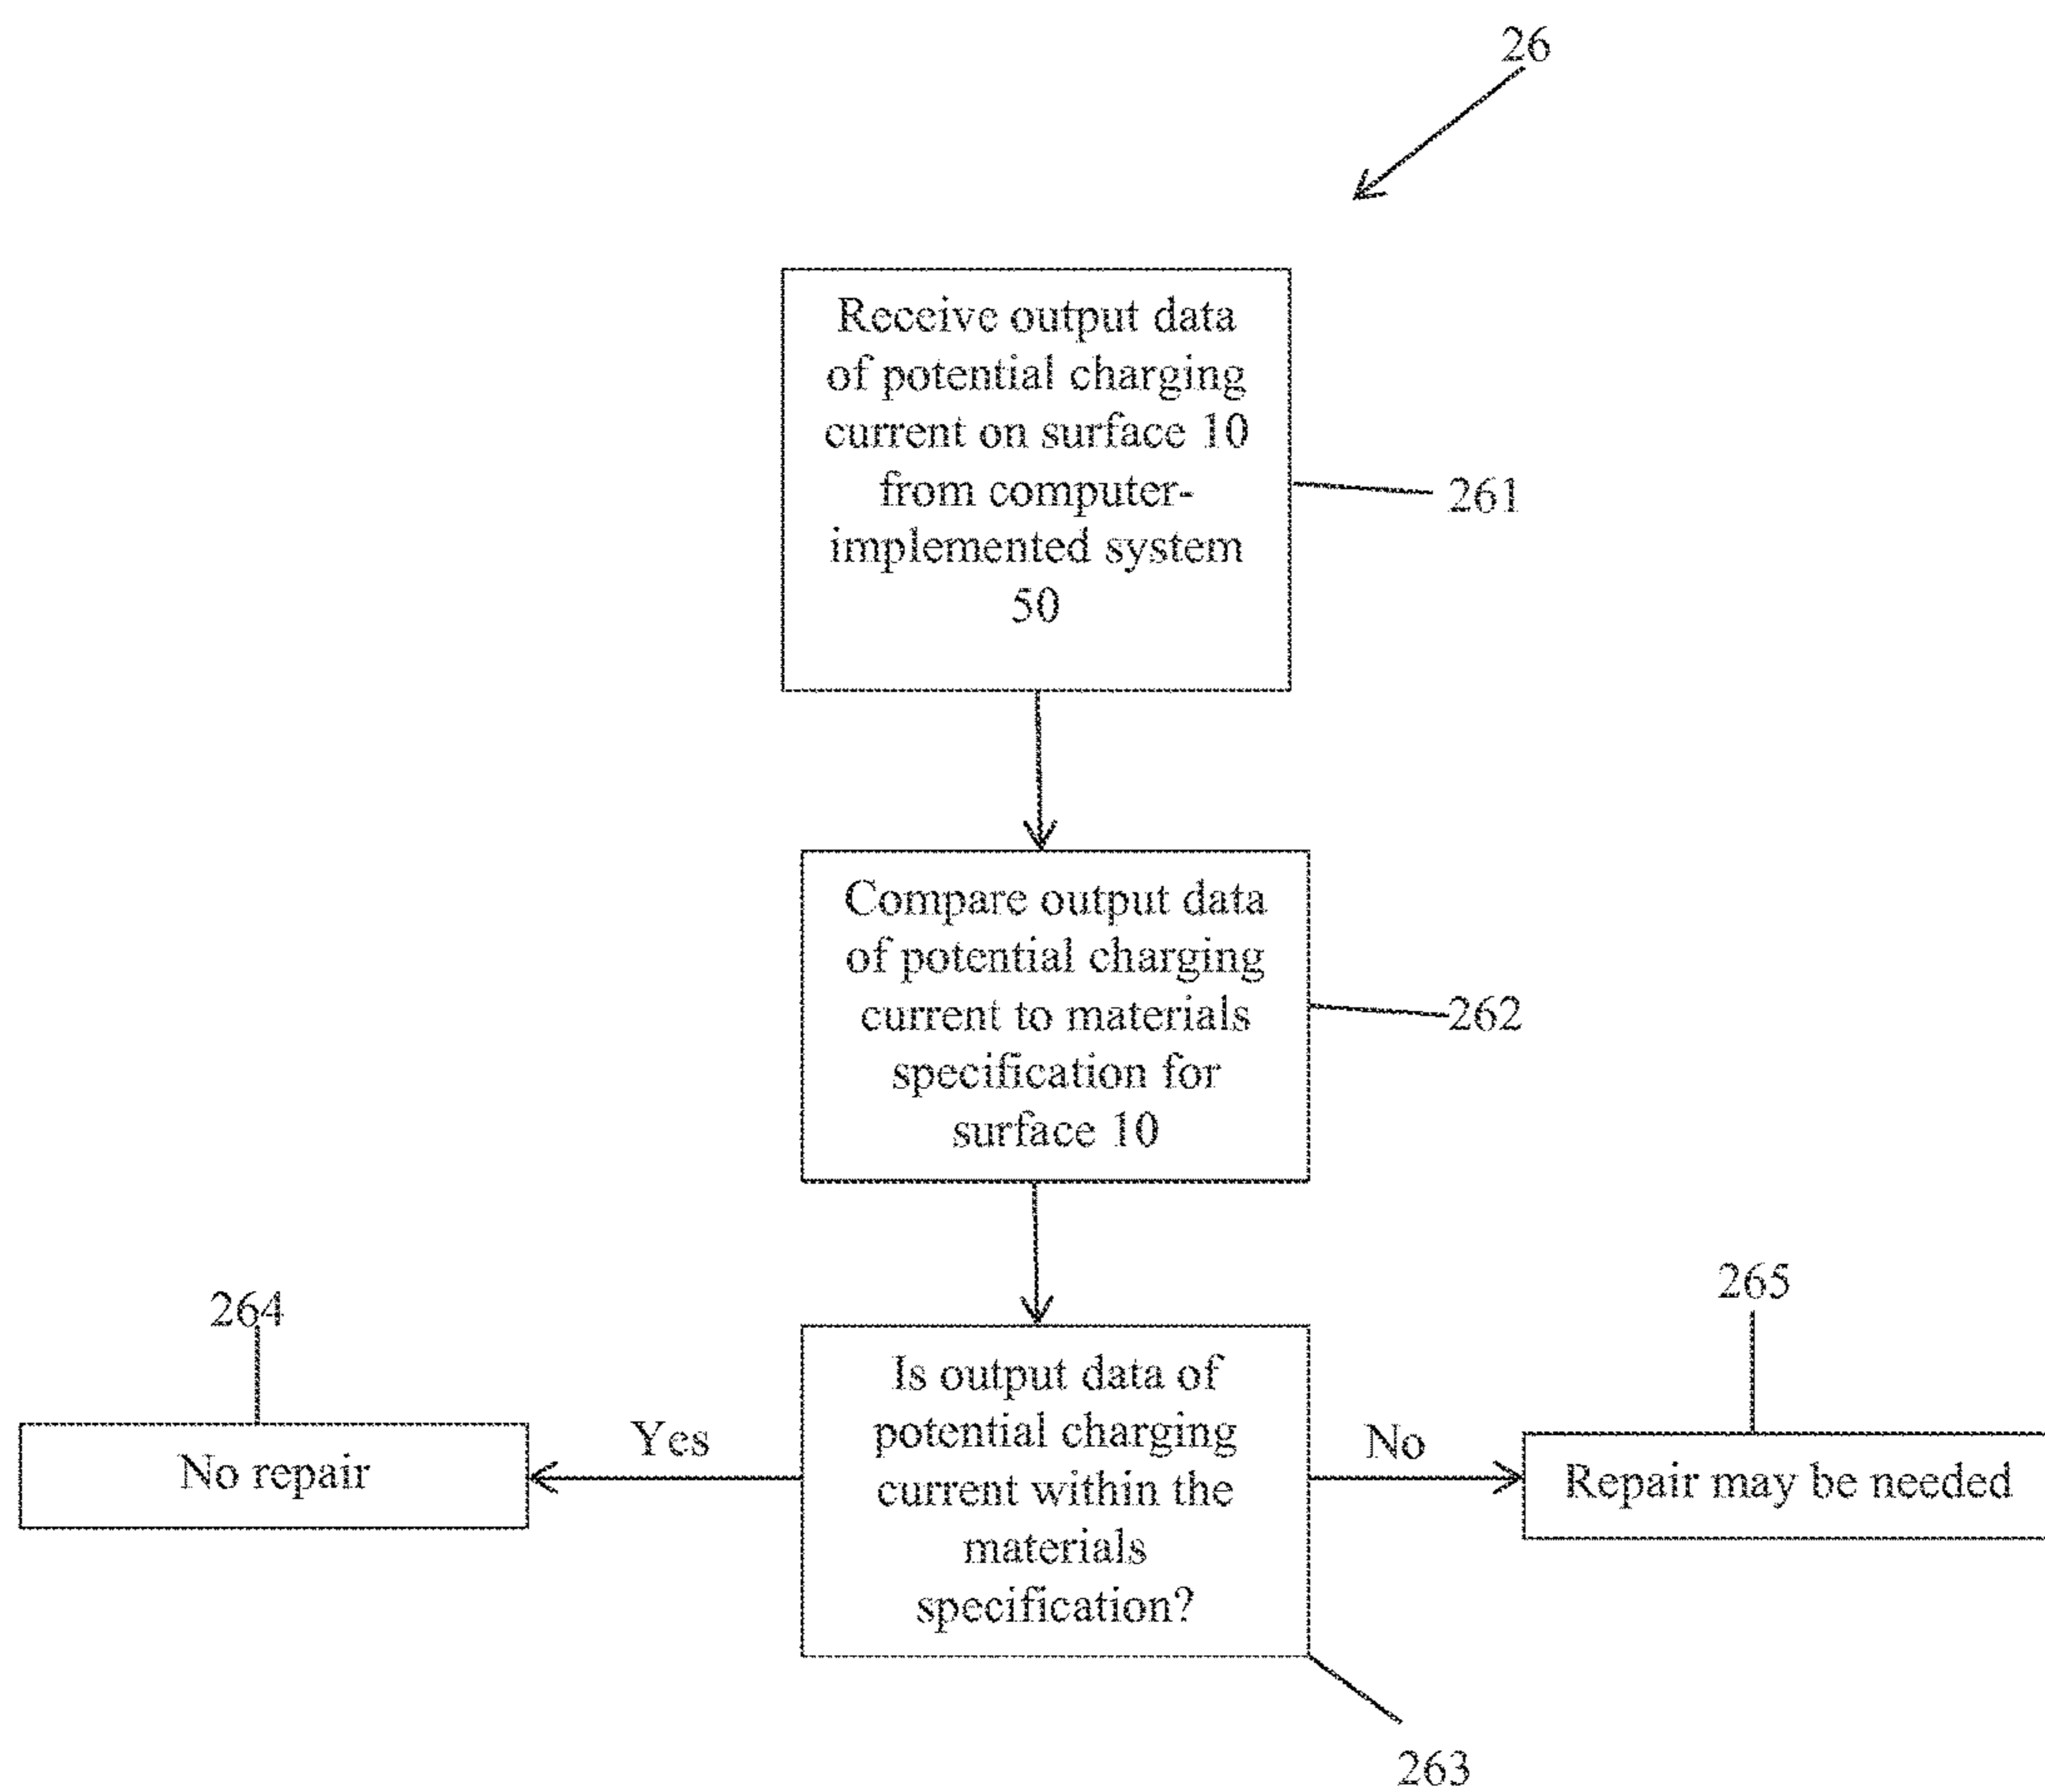 26
Receive output data
of potential charging
current on surface 10
from computer-
implemented system
50
261
Compare output data
of potential charging
current to materials
specification for
surface 10
262
264
265
Is output data of
potential charging
current within the
materials
specification?
Yes
No
No repair
Repair may be needed
263